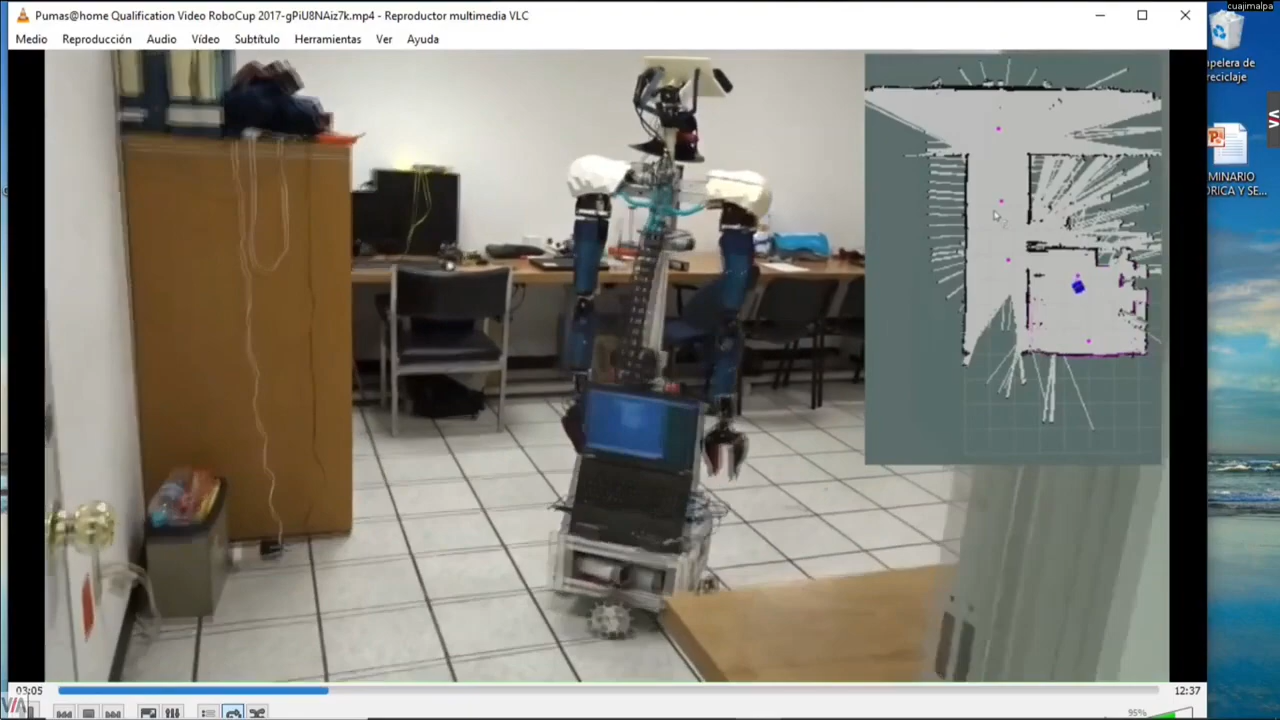 Pumas@home Qualification Video RoboCup 2017-gPiU8NAiz7k.mp4 - Reproductor multimedia VLC
cuajimalpa
Medio Reproducción Audio Vídeo Subtítulo Herramientas Ver Ayuda
apelera de
reciclaje
MINARIO
ÓRICA Y SE...
03:05
12:37
95%